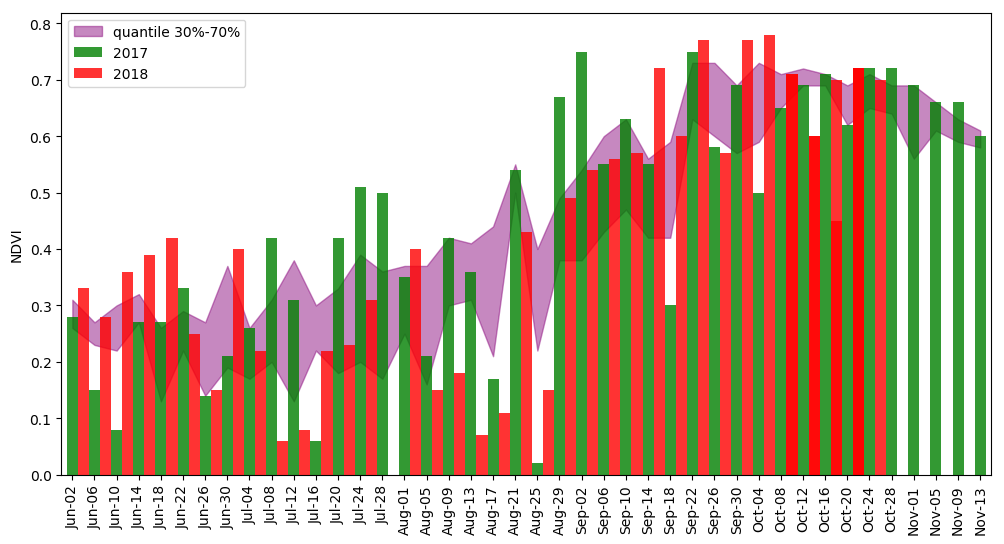 quantile 30%-70%
2017
2018
NDVI
0.8
0.7
0.6
0.5
0.4
0.3
0.2
0.1
0.0
Jun-02
Jun-06
Jun-10
Jun-14
Jun-18
Jun-22
Jun-26
Jun-30
Jul-04
Jul-08
Jul-12
Jul-16
Jul-20
Jul-24
Jul-28
Aug-01
Aug-05
Aug-09
Aug-13
Aug-17
Aug-21
Aug-25
Aug-29
Sep-02
Sep-06
Sep-10
Sep-14
Sep-18
Sep-22
Sep-26
Sep-30
Oct-04
Oct-08
Oct-12
Oct-16
Oct-20
Oct-24
Oct-28
Nov-01
Nov-05
Nov-09
Nov-13